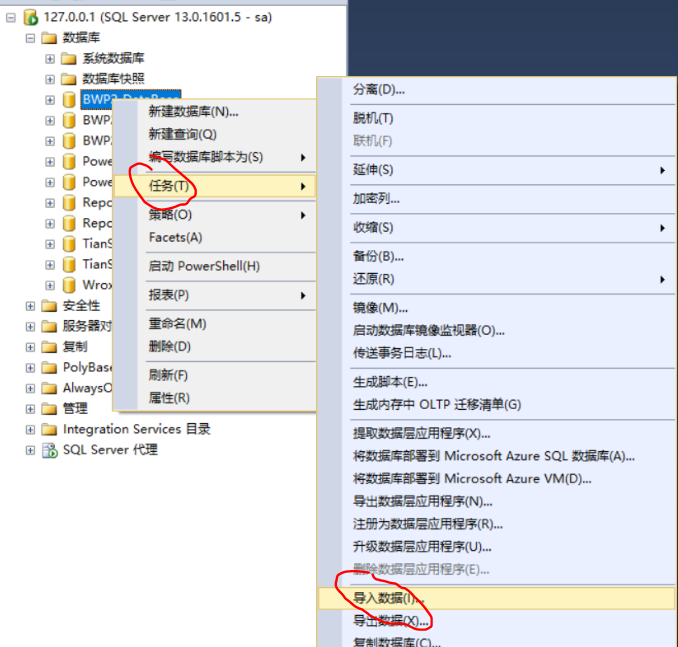 127.0.0.1 (SQL Server 13.0.1601.5 - sa)
数据库
系统数据库
数据库快照
BWP3-DataBase
BWP
BWP
Powe
Powe
Repo
Repo
TianS
TianS
Wrox
安全性
服务器对
复制
PolyBase
AlwaysO
管理
Integration Services 目录
SQL Server 代理
新建数据库(N)...
新建查询(Q)
编写数据库脚本为(S)
任务(T)
策略(O)
Facets(A)
启动 PowerShell(H)
报表(P)
重命名(M)
删除(D)
刷新(F)
属性(R)
分离(D)...
脱机(T)
联机(F)
延伸(S)
加密列...
收缩(S)
备份(B)...
还原(R)
镜像(M)...
启动数据库镜像监视器(O)...
传送事务日志(L)...
生成脚本(E)...
生成内存中 OLTP 迁移清单(G)
提取数据层应用程序(X)...
将数据库部署到 Microsoft Azure SQL 数据库(A)...
将数据库部署到 Microsoft Azure VM(D)...
导出数据层应用程序(N)...
注册为数据层应用程序(R)...
升级数据层应用程序(U)...
删除数据层应用程序(E)...
导入数据(I)...
导出数据(X)...
复制数据库(C)...